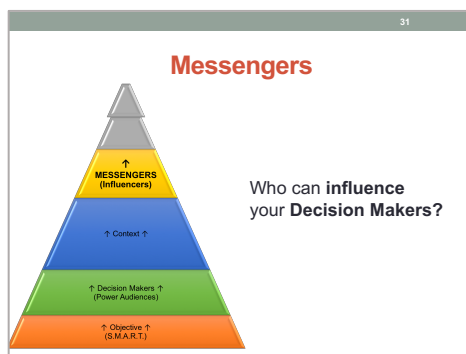 31
Messengers
↑
MESSENGERS
(Influencers)
Who can influence
your Decision Makers?
↑ Context ↑
↑ Decision Makers ↑
(Power Audiences)
↑ Objective ↑
(S.M.A.R.T.)